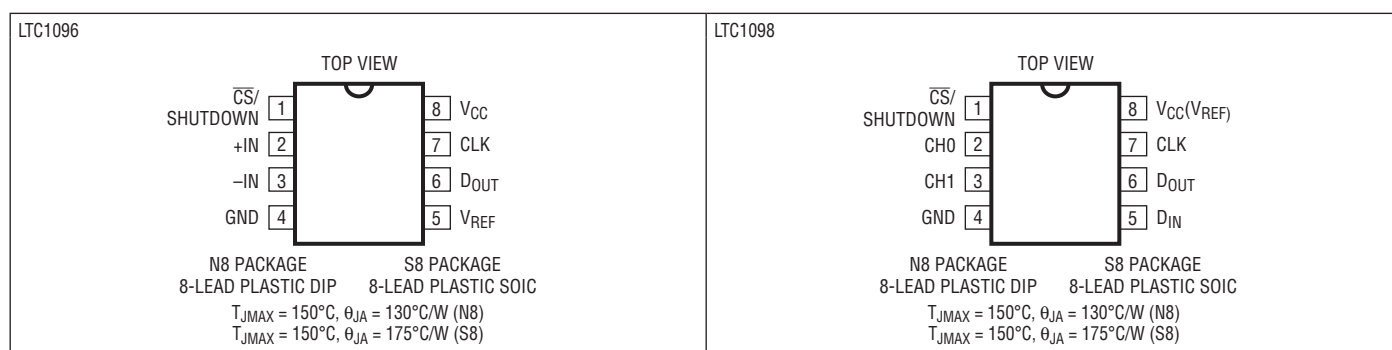 LTC1096
TOP VIEW
C̅S̅/
SHUTDOWN 1
+IN 2
–IN 3
GND 4
8 VCC
7 CLK
6 DOUT
5 VREF
N8 PACKAGE
8-LEAD PLASTIC DIP
S8 PACKAGE
8-LEAD PLASTIC SOIC
TJMAX = 150°C, θJA = 130°C/W (N8)
TJMAX = 150°C, θJA = 175°C/W (S8)
LTC1098
TOP VIEW
C̅S̅/
SHUTDOWN 1
CH0 2
CH1 3
GND 4
8 VCC(VREF)
7 CLK
6 DOUT
5 DIN
N8 PACKAGE
8-LEAD PLASTIC DIP
S8 PACKAGE
8-LEAD PLASTIC SOIC
TJMAX = 150°C, θJA = 130°C/W (N8)
TJMAX = 150°C, θJA = 175°C/W (S8)